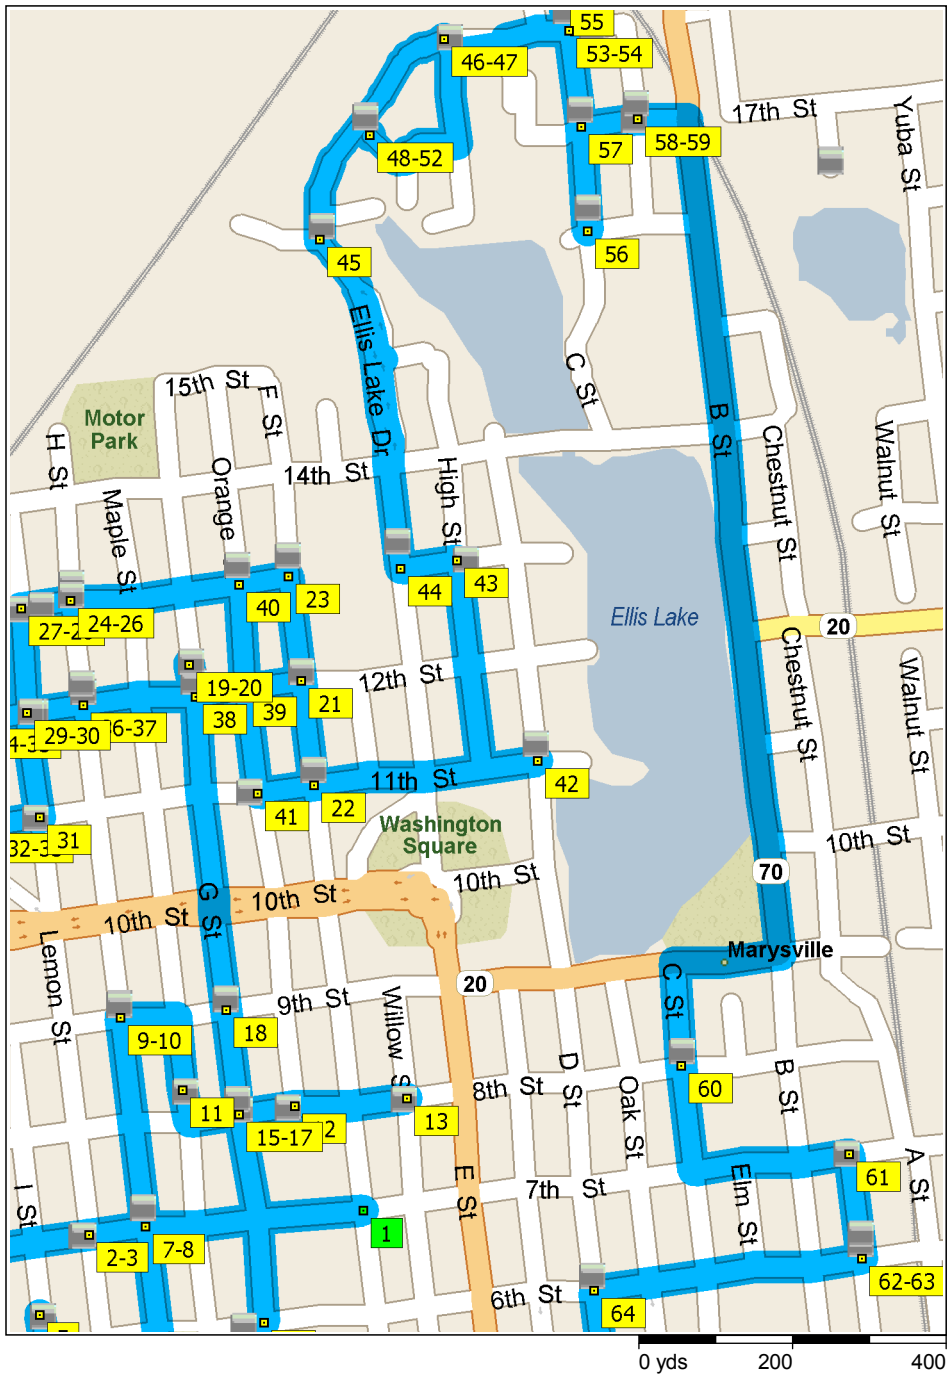 55
53-54
46-47
17th St
Yuba St
57
58-59
48-52
56
45
Ellis Lake Dr
C St
15th St
F St
B St
Motor
Park
H St
Orange
14th St
High St
Chestnut St
Walnut St
Maple St
44
43
23
40
24-26
Ellis Lake
20
19-20
12th St
21
38
39
29-30
Chestnut St
Walnut St
11th St
42
41
22
31
Washington
Square
10th St
10th St
70
G St
10th St
10th St
Lemon St
Marysville
20
C St
9th St
Willow
18
9-10
8th St
D St
Oak St
60
B St
11
15-17
13
7th St
E St
Elm St
61
A St
I St
1
2-3
7-8
62-63
6th St
64
0 yds
200
400